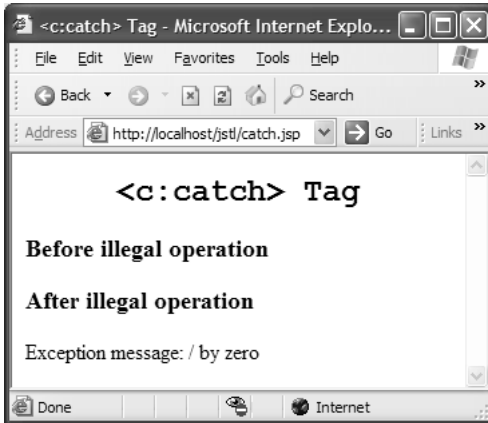 <c:catch> Tag - Microsoft Internet Explo...
File Edit View Favorites Tools Help
Back Search »
Address http://localhost/jstl/catch.jsp Go Links »
<c:catch> Tag
Before illegal operation
After illegal operation
Exception message: / by zero
Done Internet